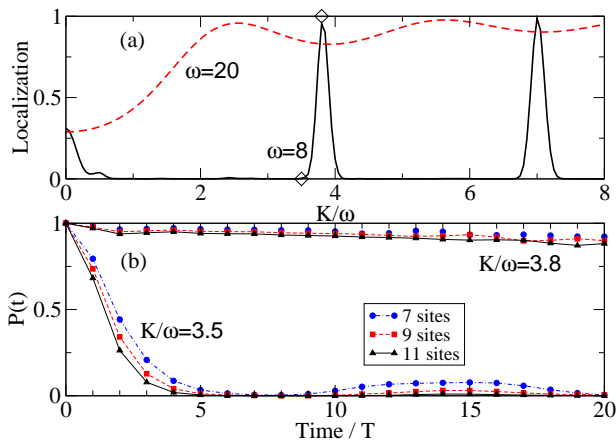 1
(a)
Localization
0.5
ω=20
ω=8
0
0
2
4
6
8
K/ω
1
(b)
K/ω=3.8
P(t)
0.5
K/ω=3.5
7 sites
9 sites
11 sites
0
0
5
10
15
20
Time / T